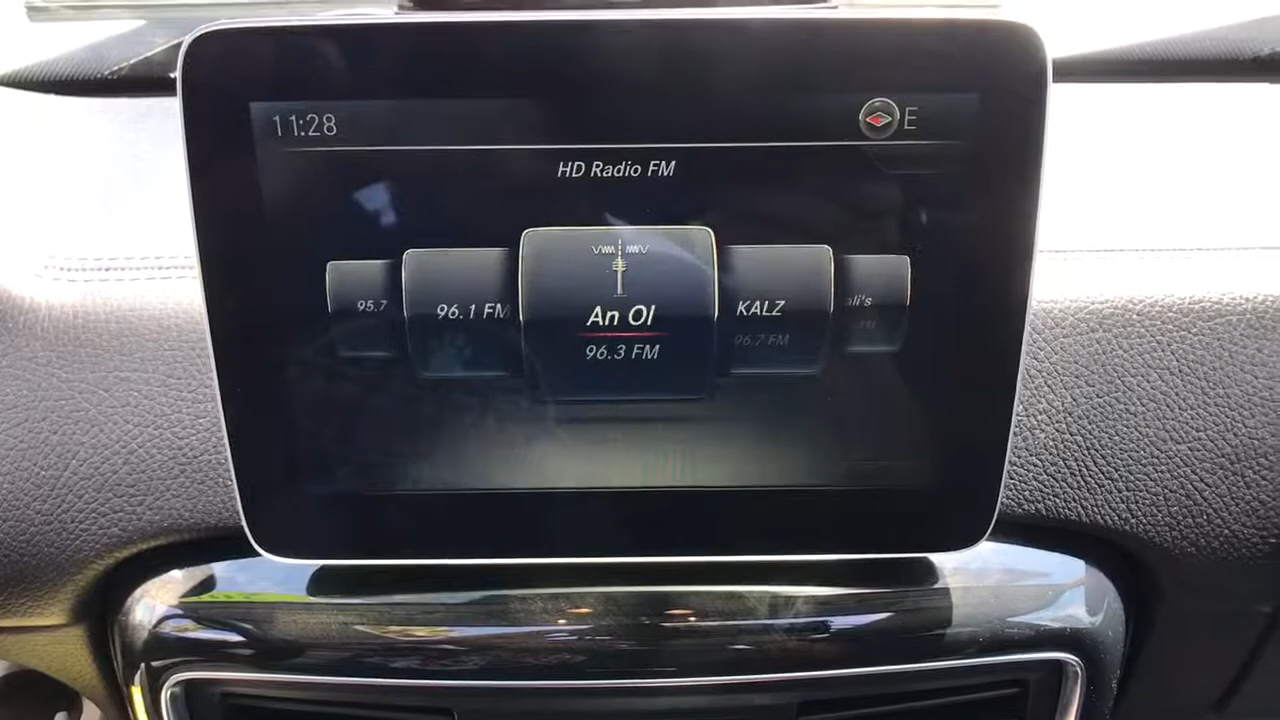 11:28
E
HD Radio FM
95.7
96.1 FM
An Ol
96.3 FM
KALZ
96.7 FM
ali's